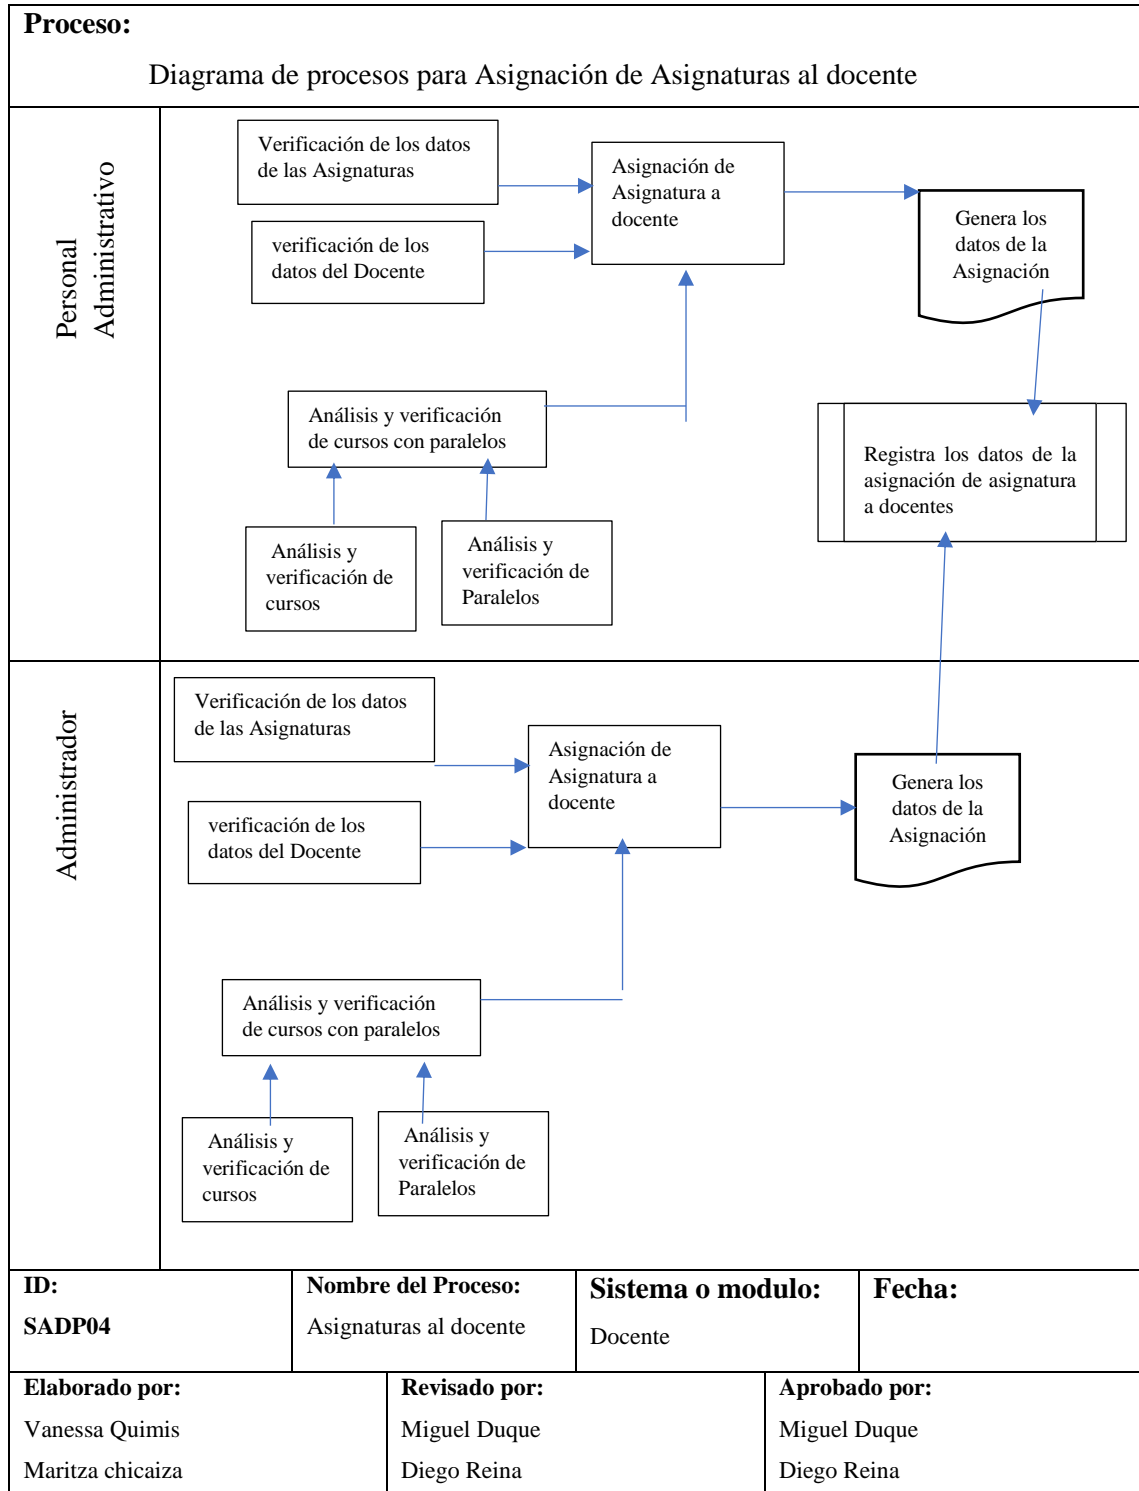 Proceso:
Diagrama de procesos para Asignación de Asignaturas al docente
Personal
Administrativo
Verificación de los datos
de las Asignaturas
verificación de los
datos del Docente
Asignación de
Asignatura a
docente
Genera los
datos de la
Asignación
Análisis y verificación
de cursos con paralelos
Registra los datos de la
asignación de asignatura
a docentes
Análisis y
verificación de
cursos
Análisis y
verificación de
Paralelos
Administrador
Verificación de los datos
de las Asignaturas
verificación de los
datos del Docente
Asignación de
Asignatura a
docente
Genera los
datos de la
Asignación
Análisis y verificación
de cursos con paralelos
Análisis y
verificación de
cursos
Análisis y
verificación de
Paralelos
ID:
SADP04
Nombre del Proceso:
Asignaturas al docente
Sistema o modulo:
Docente
Fecha:
Elaborado por:
Vanessa Quimis
Maritza chicaiza
Revisado por:
Miguel Duque
Diego Reina
Aprobado por:
Miguel Duque
Diego Reina